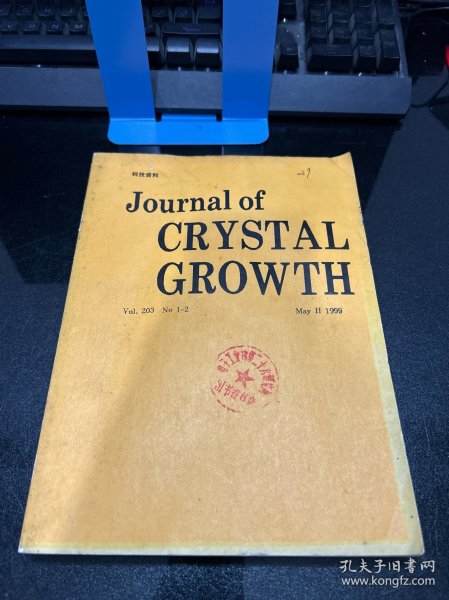 科技资料
Journal of
CRYSTAL
GROWTH
Vol. 203 No 1-2 May II 1999
孔夫子旧书网
www.kongfz.com